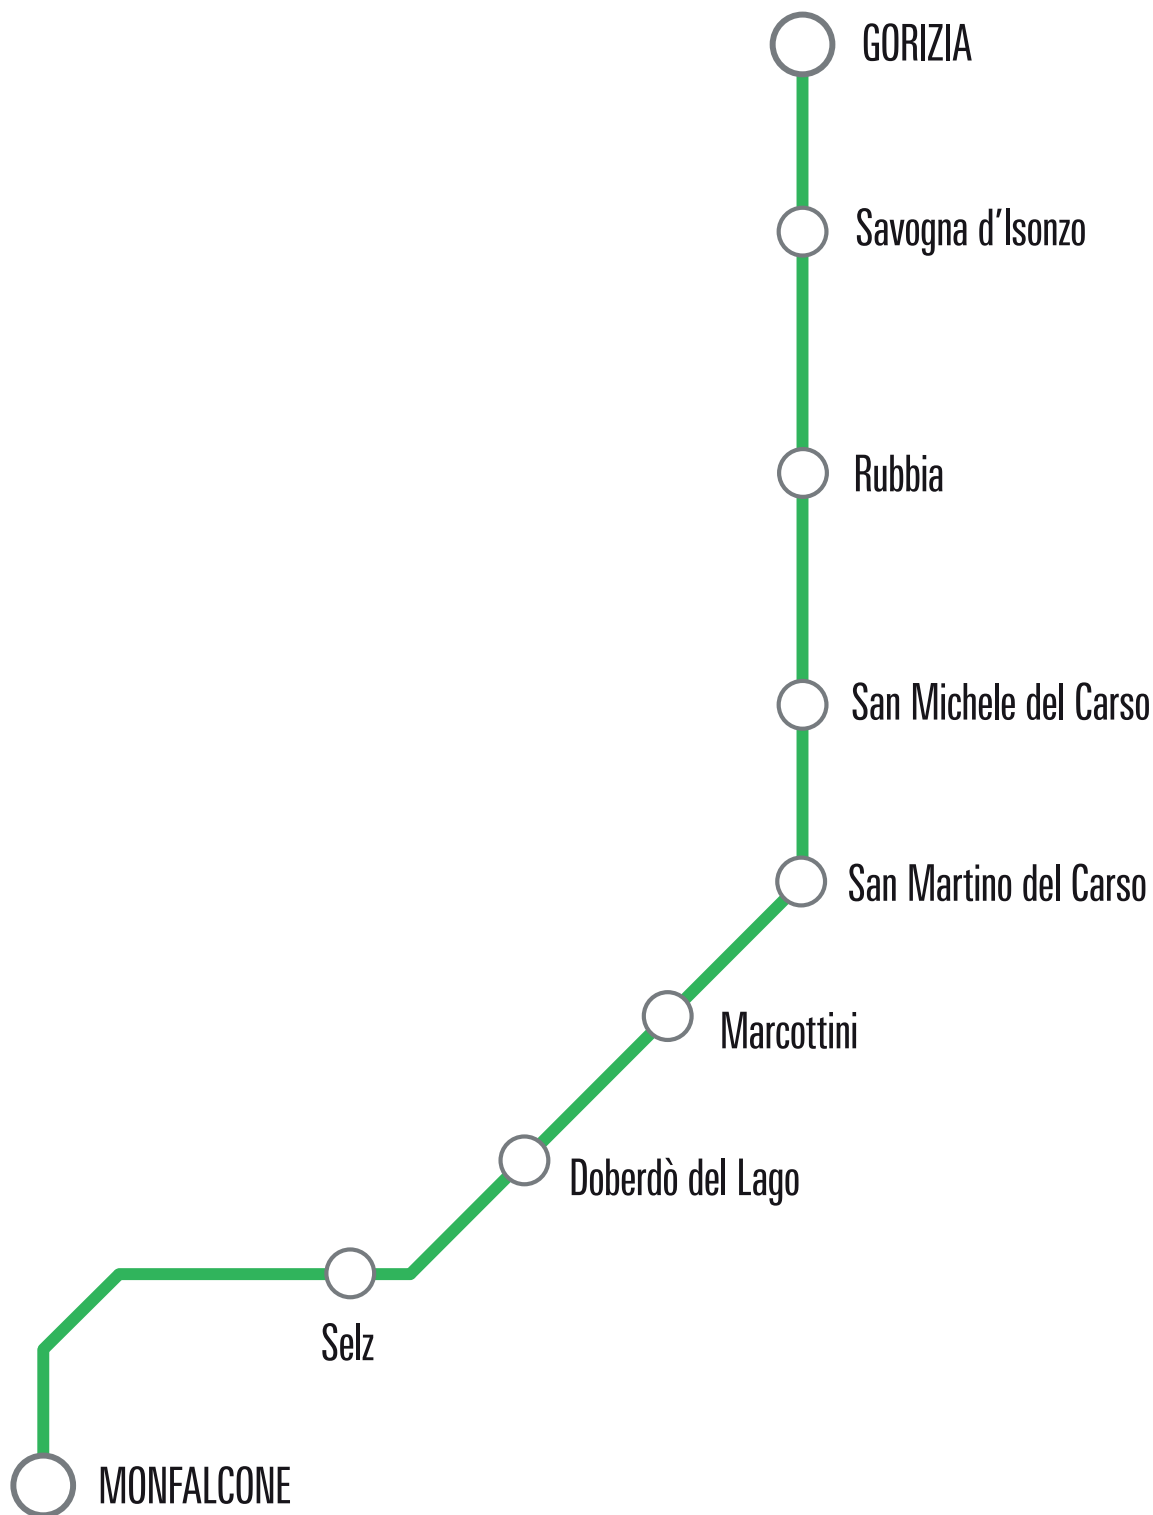 GORIZIA
Savogna d'Isonzo
Rubbia
San Michele del Carso
San Martino del Carso
Marcottini
Doberdò del Lago
Selz
MONFALCONE